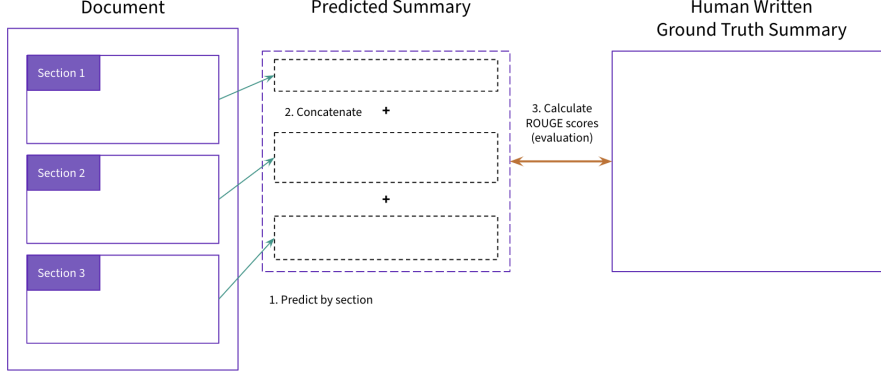 Document
Section 1
Section 2
Section 3
Predicted Summary
2. Concatenate +
+
1. Predict by section
3. Calculate
ROUGE scores
(evaluation)
Human Written
Ground Truth Summary